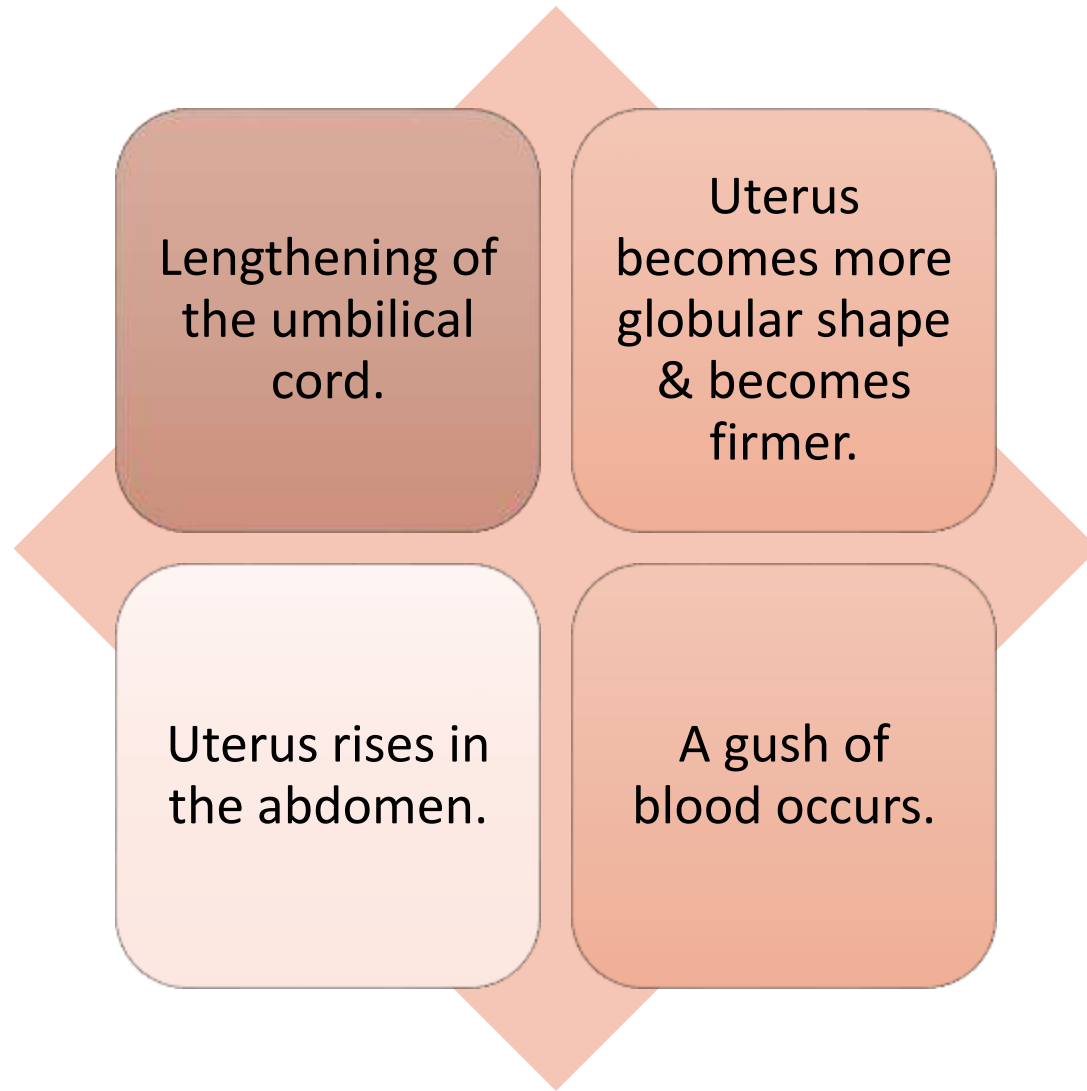 Lengthening of
the umbilical
cord.
Uterus
becomes more
globular shape
& becomes
firmer.
Uterus rises in
the abdomen.
A gush of
blood occurs.